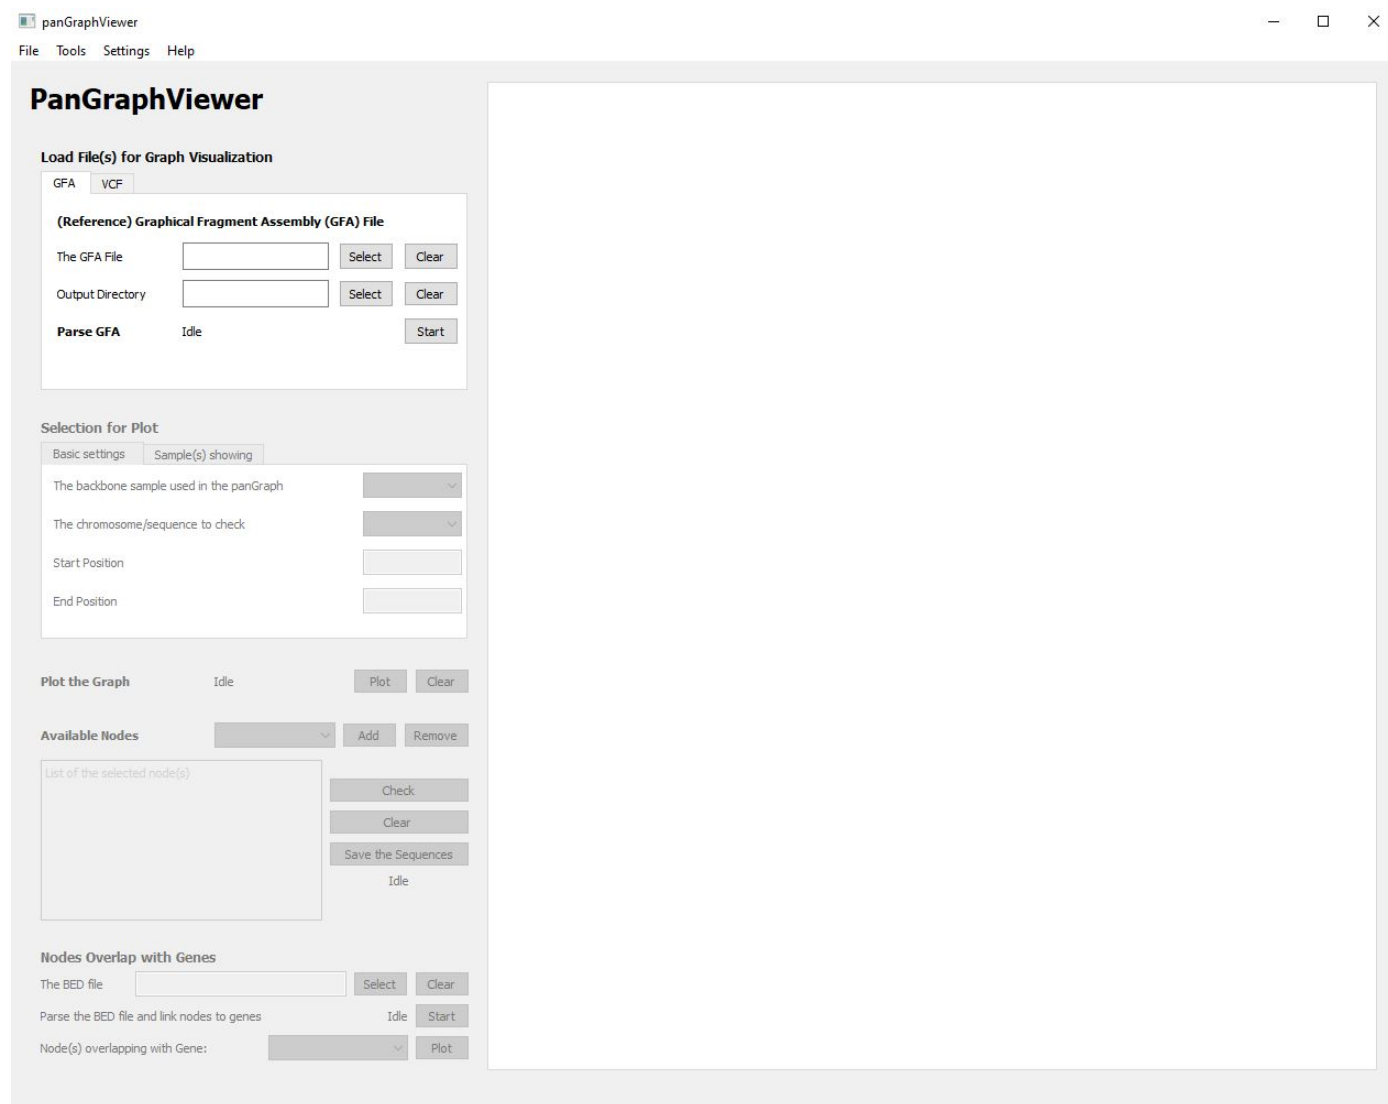 panGraphViewer
File Tools Settings Help
PanGraphViewer
Load File(s) for Graph Visualization
GFA VCF
(Reference) Graphical Fragment Assembly (GFA) File
The GFA File Select Clear
Output Directory Select Clear
Parse GFA Idle Start
Selection for Plot
Basic settings Sample(s) showing
The backbone sample used in the panGraph
The chromosome/sequence to check
Start Position
End Position
Plot the Graph Idle Plot Clear
Available Nodes Add Remove
List of the selected node(s)
Check
Clear
Save the Sequences
Idle
Nodes Overlap with Genes
The BED file Select Clear
Parse the BED file and link nodes to genes Idle Start
Node(s) overlapping with Gene: Plot